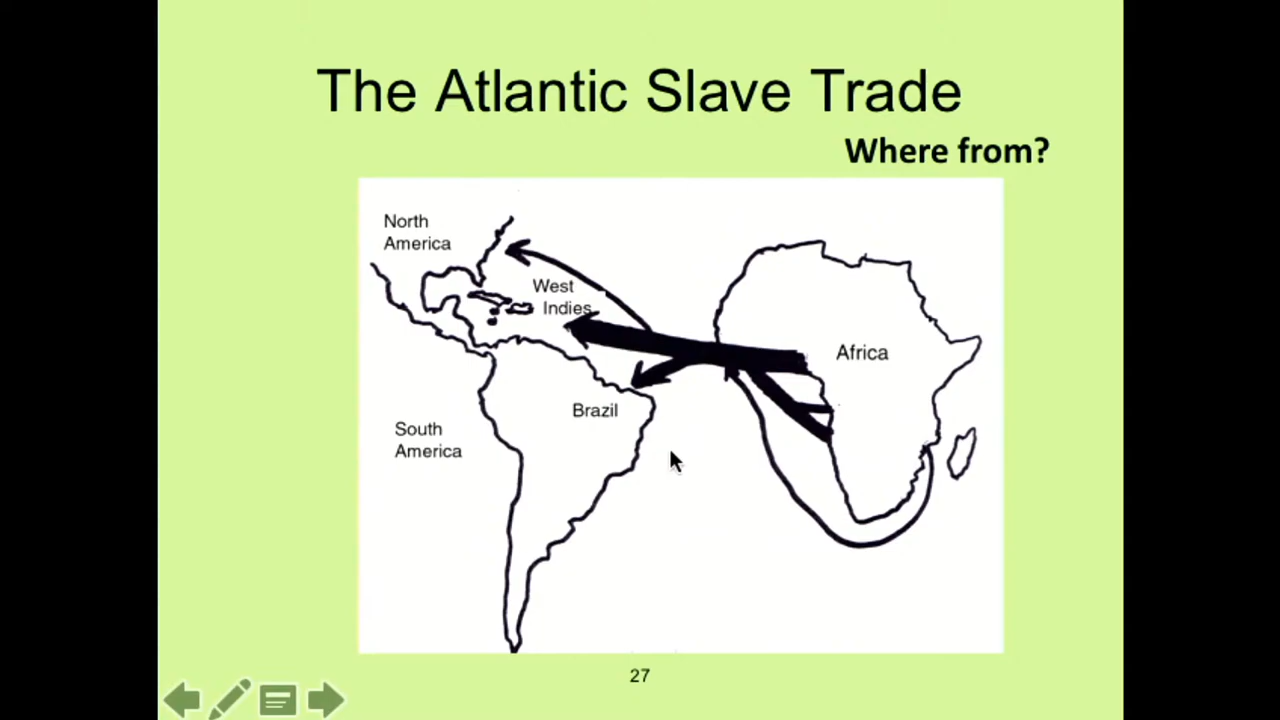 The Atlantic Slave Trade
Where from?
North
America
West
Indies
Africa
Brazil
South
America
27